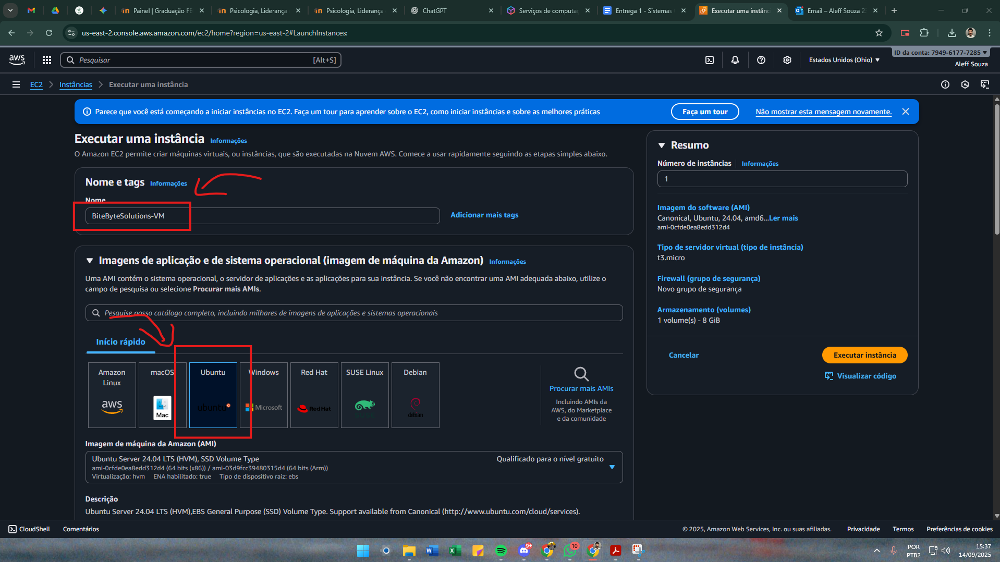 Painel | Graduação FE
Psicologia, Liderança
Psicologia, Liderança
ChatGPT
Serviços de computaç
Entrega 1 - Sistemas
Executar uma instânc
Email – Aleff Souza 2
us-east-2.console.aws.amazon.com/ec2/home?region=us-east-2#LaunchInstances:
aws
Pesquisar
[Alt+S]
Estados Unidos (Ohio)
ID da conta: 7949-6177-7285
Aleff Souza
EC2
Instâncias
Executar uma instância
Parece que você está começando a iniciar instâncias no EC2. Faça um tour para aprender sobre o EC2, como iniciar instâncias e sobre as melhores práticas
Faça um tour
Não mostrar esta mensagem novamente.
Executar uma instância Informações
O Amazon EC2 permite criar máquinas virtuais, ou instâncias, que são executadas na Nuvem AWS. Comece a usar rapidamente seguindo as etapas simples abaixo.
Nome e tags Informações
Nome
BiteByteSolutions-VM
Adicionar mais tags
Imagens de aplicação e de sistema operacional (imagem de máquina da Amazon) Informações
Uma AMI contém o sistema operacional, o servidor de aplicações e as aplicações para sua instância. Se você não encontrar uma AMI adequada abaixo, utilize o
campo de pesquisa ou selecione Procurar mais AMIs.
Pesquise nosso catálogo completo, incluindo milhares de imagens de aplicações e sistemas operacionais
Início rápido
Amazon
Linux
aws
macOS
Mac
Ubuntu
ubuntu
Windows
Microsoft
Red Hat
Red Hat
SUSE Linux
Debian
debian
Procurar mais AMIs
Incluindo AMIs da
AWS, do Marketplace
e da comunidade
Imagem de máquina da Amazon (AMI)
Ubuntu Server 24.04 LTS (HVM), SSD Volume Type
Qualificado para o nível gratuito
ami-0cfde0ea8edd312d4 (64 bits (x86)) / ami-03d9fcc39480315d4 (64 bits (Arm))
Virtualização: hvm ENA habilitado: true Tipo de dispositivo raiz: ebs
Descrição
Ubuntu Server 24.04 LTS (HVM),EBS General Purpose (SSD) Volume Type. Support available from Canonical (http://www.ubuntu.com/cloud/services).
Resumo
Número de instâncias Informações
1
Imagem do software (AMI)
Canonical, Ubuntu, 24.04, amd6...Ler mais
ami-0cfde0ea8edd312d4
Tipo de servidor virtual (tipo de instância)
t3.micro
Firewall (grupo de segurança)
Novo grupo de segurança
Armazenamento (volumes)
1 volume(s) - 8 GiB
Cancelar
Executar instância
Visualizar código
CloudShell
Comentários
© 2025, Amazon Web Services, Inc. ou suas afiliadas.
Privacidade
Termos
Preferências de cookies
9+
10
POR
PTB2
15:37
14/09/2025